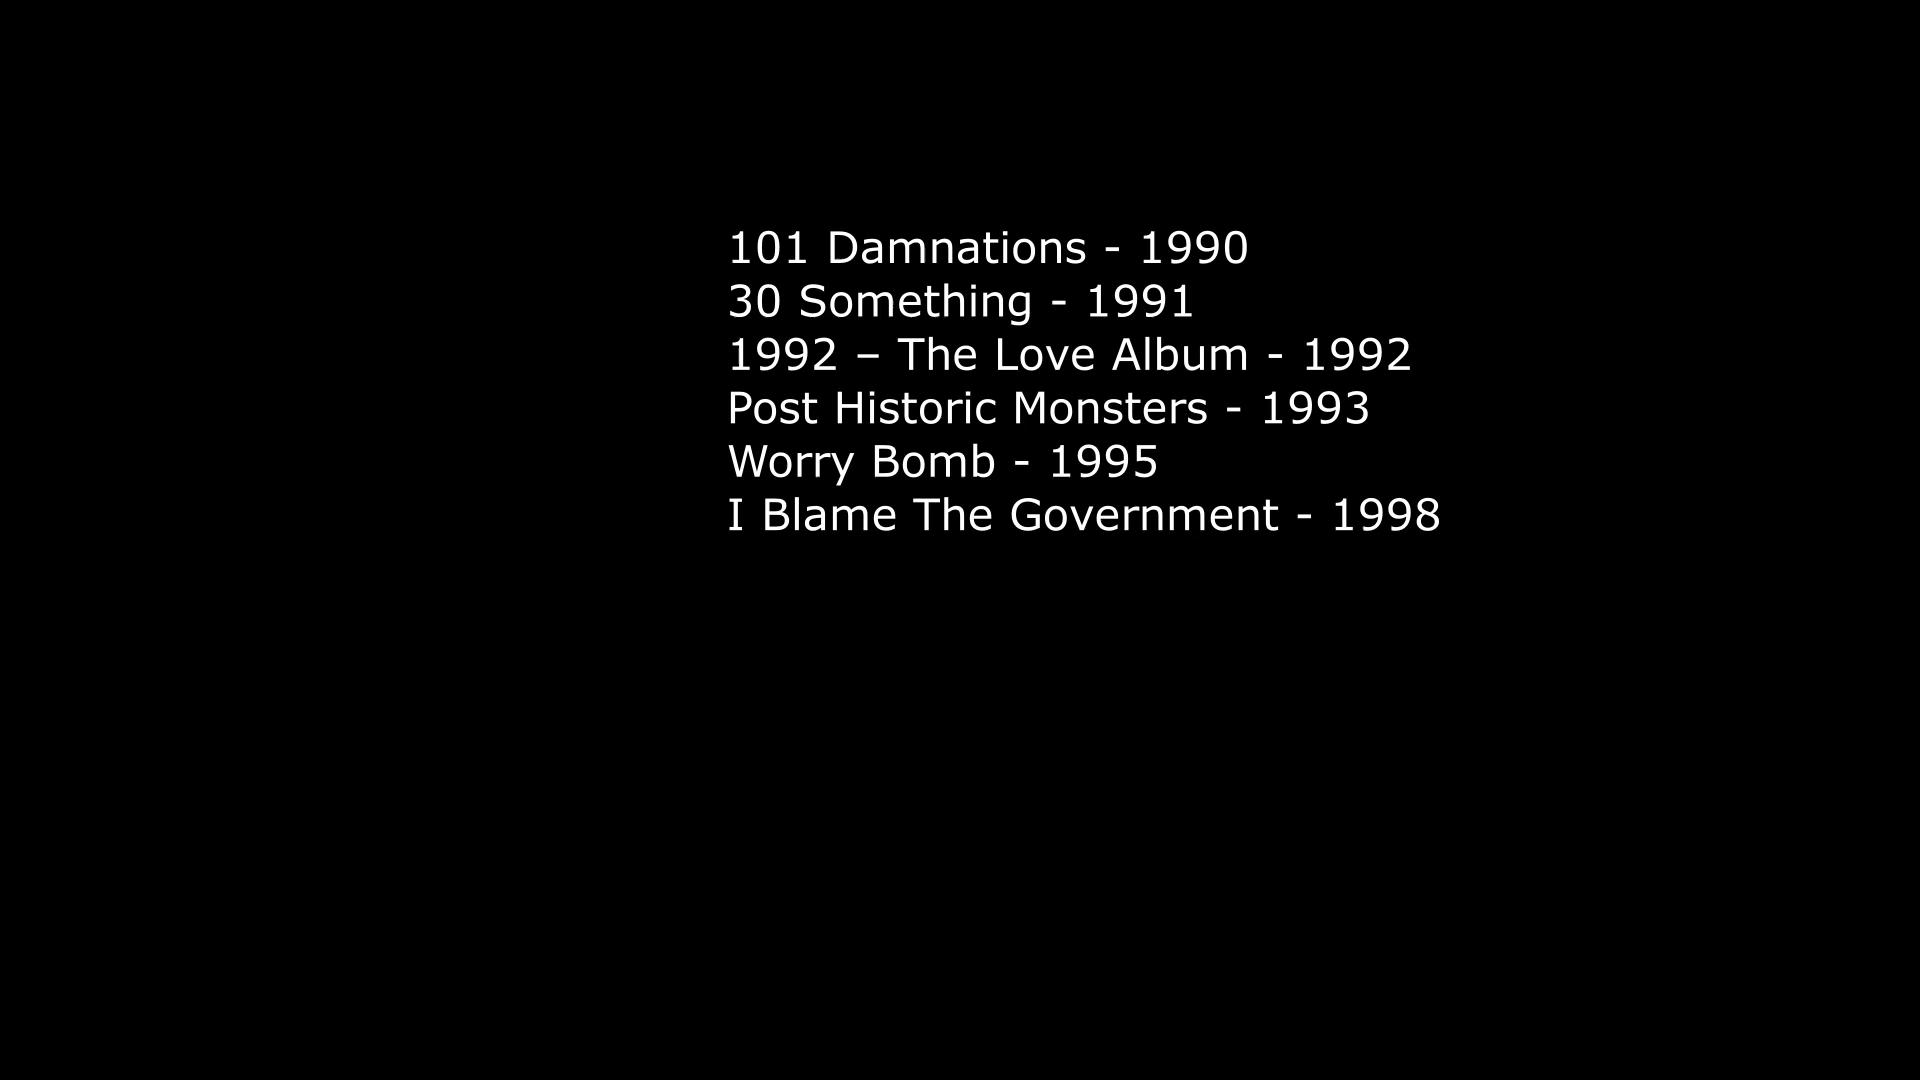 101 Damnations - 1990
30 Something - 1991
1992 – The Love Album - 1992
Post Historic Monsters - 1993
Worry Bomb - 1995
I Blame The Government - 1998